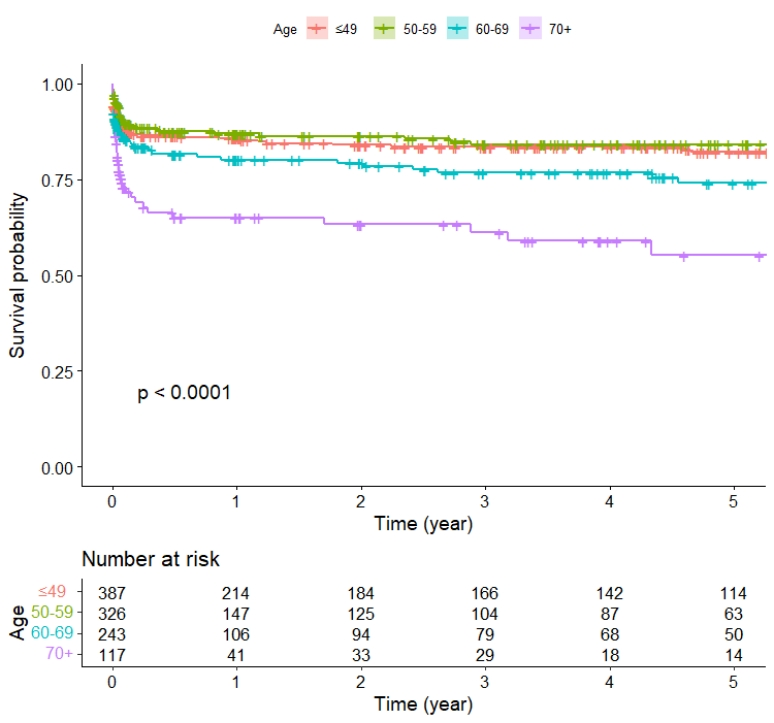 Age ≤49 50-59 60-69 70+
Survival probability
1.00
0.75
0.50
0.25
0.00
p < 0.0001
0 1 2 3 4 5
Time (year)
Number at risk
Age
≤49 387 214 184 166 142 114
50-59 326 147 125 104 87 63
60-69 243 106 94 79 68 50
70+ 117 41 33 29 18 14
0 1 2 3 4 5
Time (year)